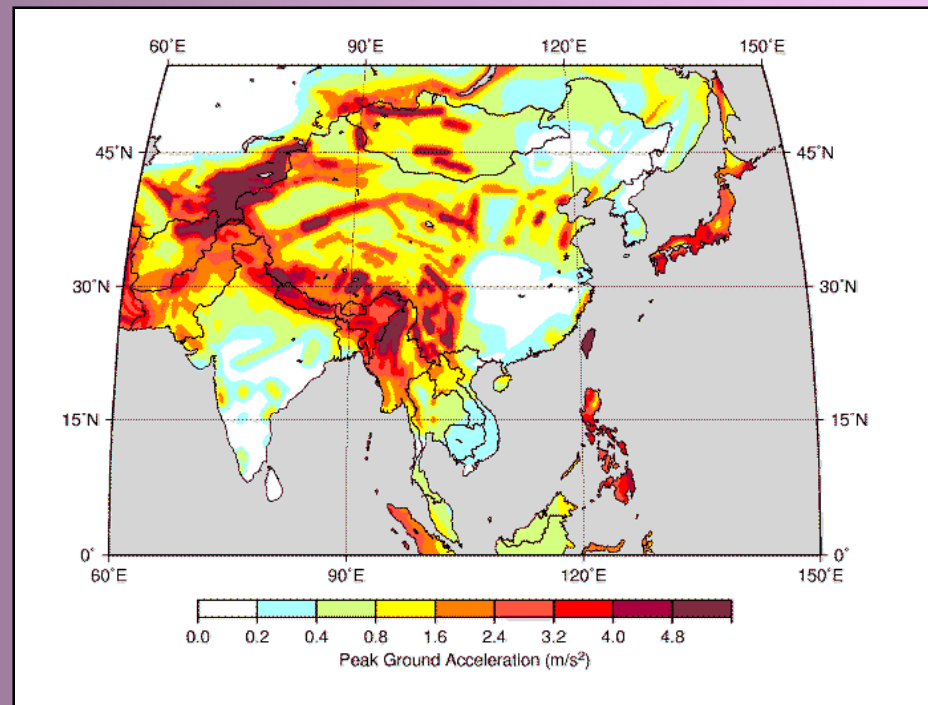 60˚E 90˚E 120˚E 150˚E
45˚N 45˚N
30˚N 30˚N
15˚N 15˚N
0˚ 0˚
60˚E 90˚E 120˚E 150˚E
0.0 0.2 0.4 0.8 1.6 2.4 3.2 4.0 4.8
Peak Ground Acceleration (m/s²)